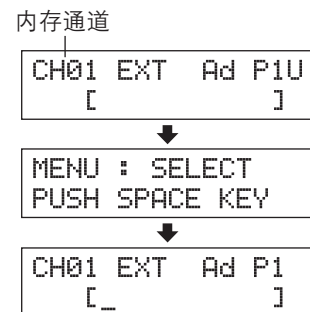 内存通道
CH01 EXT Ad P1U
[ ]
MENU : SELECT
PUSH SPACE KEY
CH01 EXT Ad P1
[_ ]